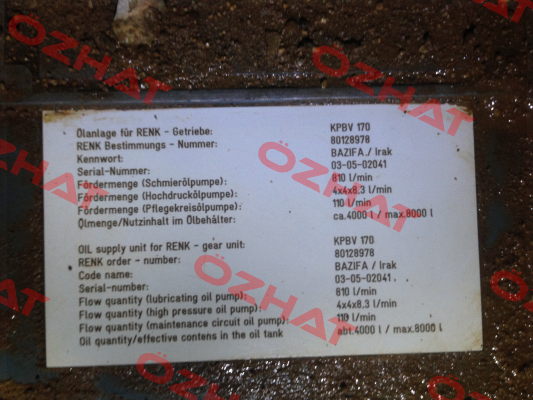 Ölanlage für RENK - Getriebe: KPBV 170
RENK Bestimmungs - Nummer: 80128978
Kennwort: BAZIFA / Irak
Serial-Nummer: 03-05-02041
Fördermenge (Schmierölpumpe): 810 l/min
Fördermenge (Hochdruckölpumpe): 4x4x8,3 l/min
Fördermenge (Pflegekreisölpumpe): 110 l/min
Ölmenge/Nutzinhalt im Ölbehälter: ca.4000 l / max.8000 l
OIL supply unit for RENK - gear unit: KPBV 170
RENK order - number: 80128978
Code name: BAZIFA / Irak
Serial-number: 03-05-02041
Flow quantity (lubricating oil pump): 810 l/min
Flow quantity (high pressure oil pump): 4x4x8,3 l/min
Flow quantity (maintenance circuit oil pump): 110 l/min
Oil quantity/effective contens in the oil tank abt.4000 l / max.8000 l
OZHAT
OZHAT
OZHAT
OZHAT
OZHAT
OZHAT
OZHAT
OZHAT